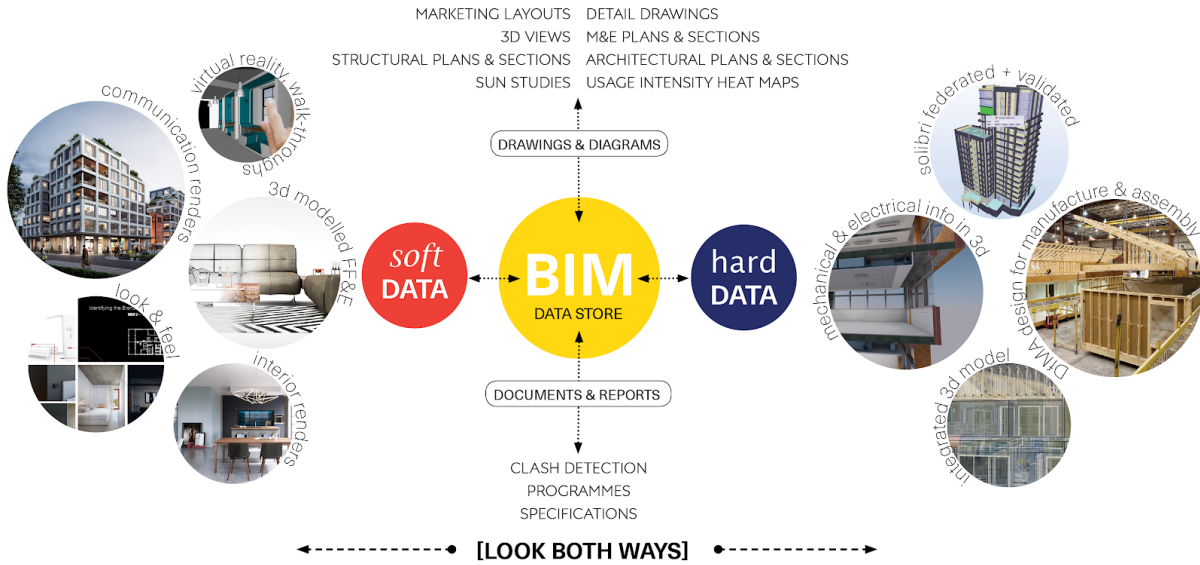 MARKETING LAYOUTS
3D VIEWS
STRUCTURAL PLANS & SECTIONS
SUN STUDIES
DETAIL DRAWINGS
M&E PLANS & SECTIONS
ARCHITECTURAL PLANS & SECTIONS
USAGE INTENSITY HEAT MAPS
DRAWINGS & DIAGRAMS
communication renders
virtual reality walk-throughs
3d modelled FF&E
look & feel
Identifying the Br
interior renders
soft
DATA
BIM
DATA STORE
hard
DATA
solibri federated + validated
mechanical & electrical info in 3d
DfMA design for manufacture & assembly
integrated 3d model
DOCUMENTS & REPORTS
CLASH DETECTION
PROGRAMMES
SPECIFICATIONS
[LOOK BOTH WAYS]